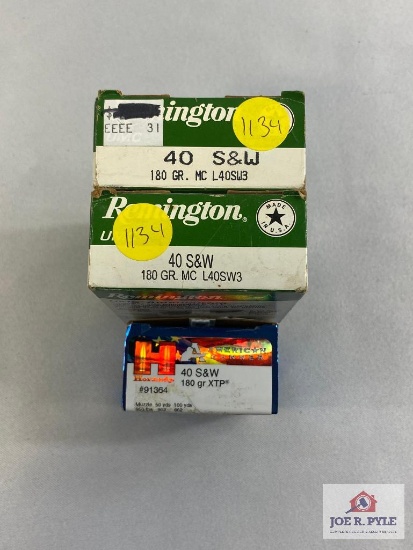 Remington
1134
EEEE 31
40 S&W
180 GR. MC L40SW3
Remington
1134
MADE IN U.S.A.
40 S&W
180 GR. MC L40SW3
Remington
H
40 S&W
180 gr XTP®
#91364
JOE R. PYLE